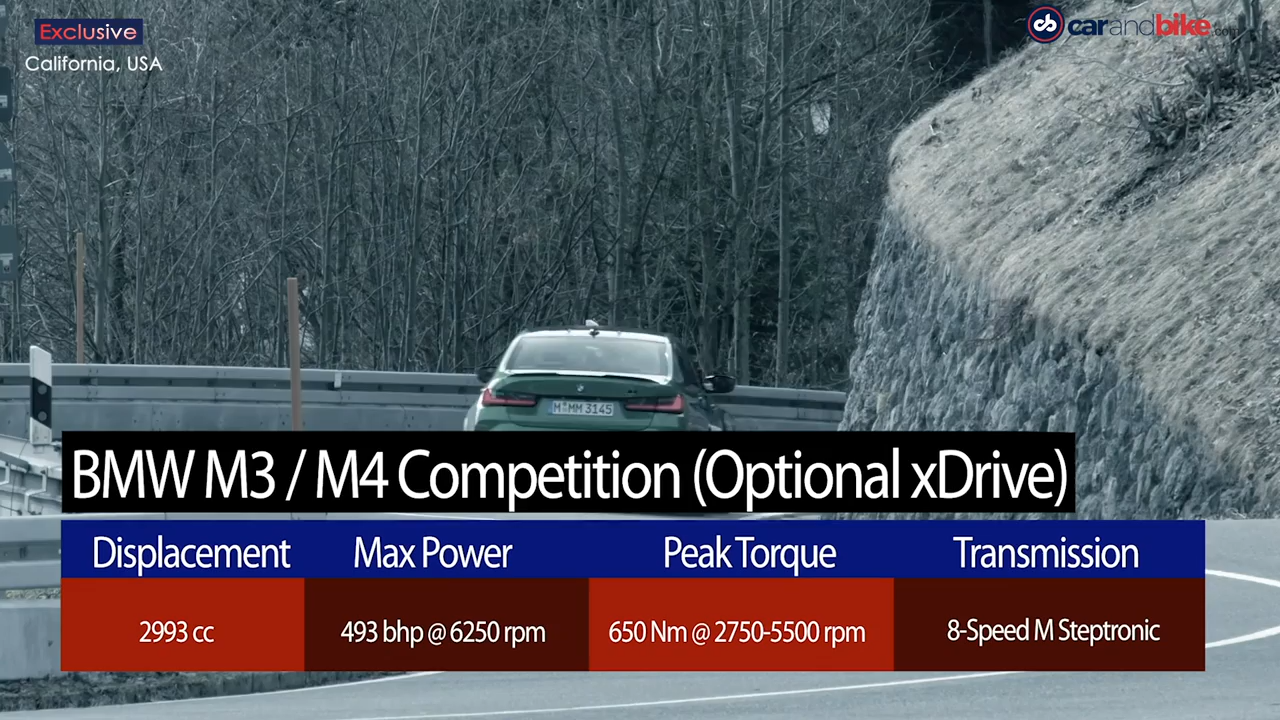 Exclusive
California, USA
carandbike.com
M MM 3145
BMW M3 / M4 Competition (Optional xDrive)
Displacement Max Power Peak Torque Transmission
2993 cc 493 bhp @ 6250 rpm 650 Nm @ 2750-5500 rpm 8-Speed M Steptronic